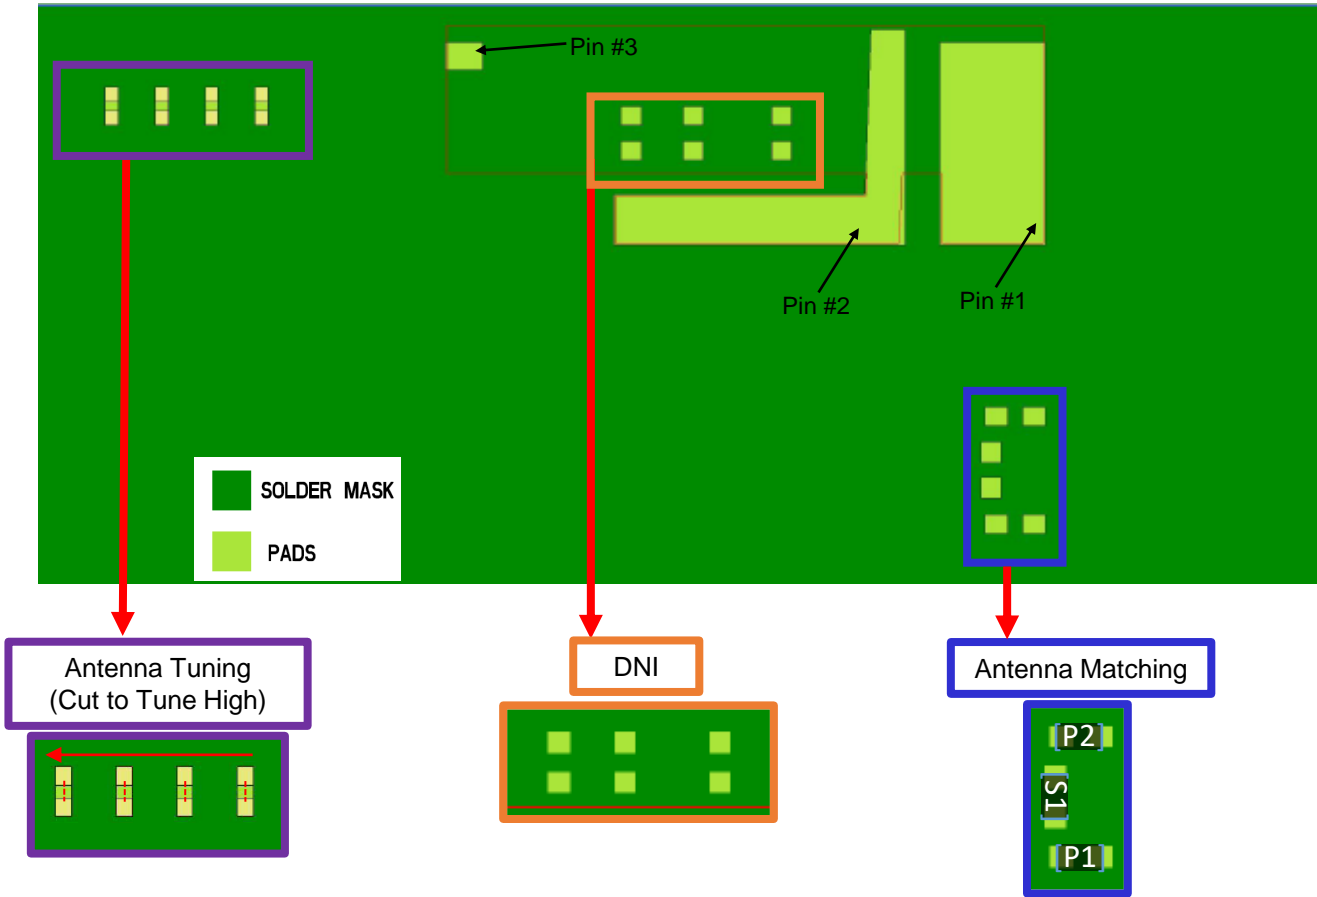 Pin #3
Pin #2
Pin #1
SOLDER MASK
PADS
Antenna Tuning
(Cut to Tune High)
DNI
Antenna Matching
P2
S1
P1